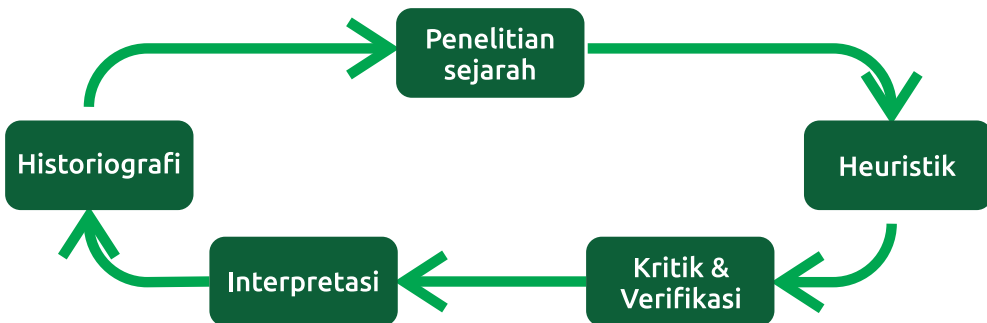 Penelitian
sejarah
Heuristik
Kritik &
Verifikasi
Interpretasi
Historiografi